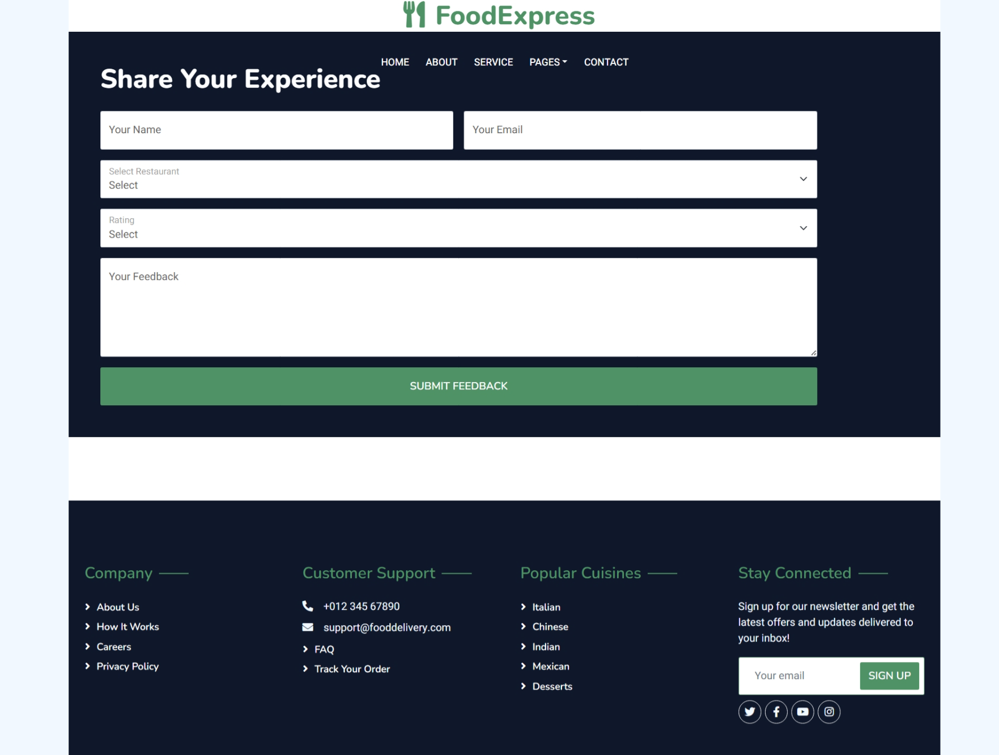 FoodExpress
HOME ABOUT SERVICE PAGES CONTACT
Share Your Experience
Your Name
Your Email
Select Restaurant
Select
Rating
Select
Your Feedback
SUBMIT FEEDBACK
Company
About Us
How It Works
Careers
Privacy Policy
Customer Support
+012 345 67890
support@fooddelivery.com
FAQ
Track Your Order
Popular Cuisines
Italian
Chinese
Indian
Mexican
Desserts
Stay Connected
Sign up for our newsletter and get the
latest offers and updates delivered to
your inbox!
Your email
SIGN UP